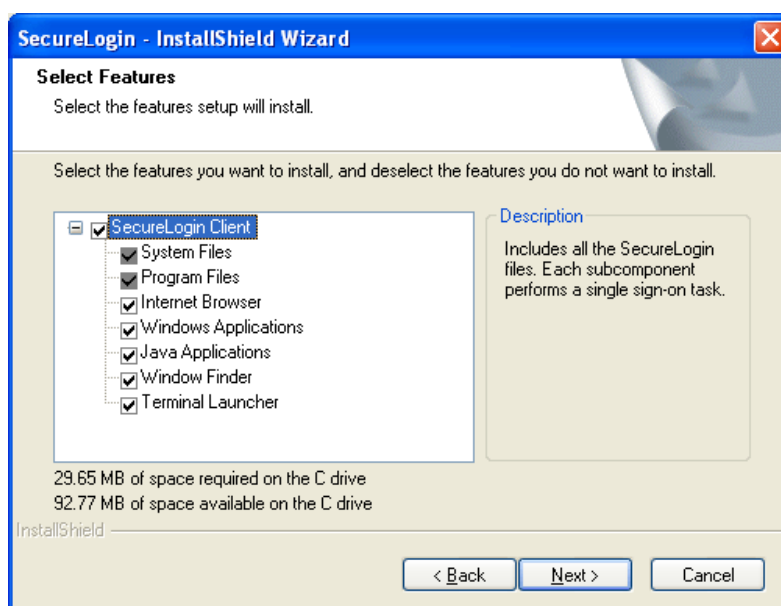 SecureLogin - InstallShield Wizard
Select Features
Select the features setup will install.
Select the features you want to install, and deselect the features you do not want to install.
SecureLogin Client
System Files
Program Files
Internet Browser
Windows Applications
Java Applications
Window Finder
Terminal Launcher
Description
Includes all the SecureLogin
files. Each subcomponent
performs a single sign-on task.
29.65 MB of space required on the C drive
92.77 MB of space available on the C drive
InstallShield
< Back
Next >
Cancel